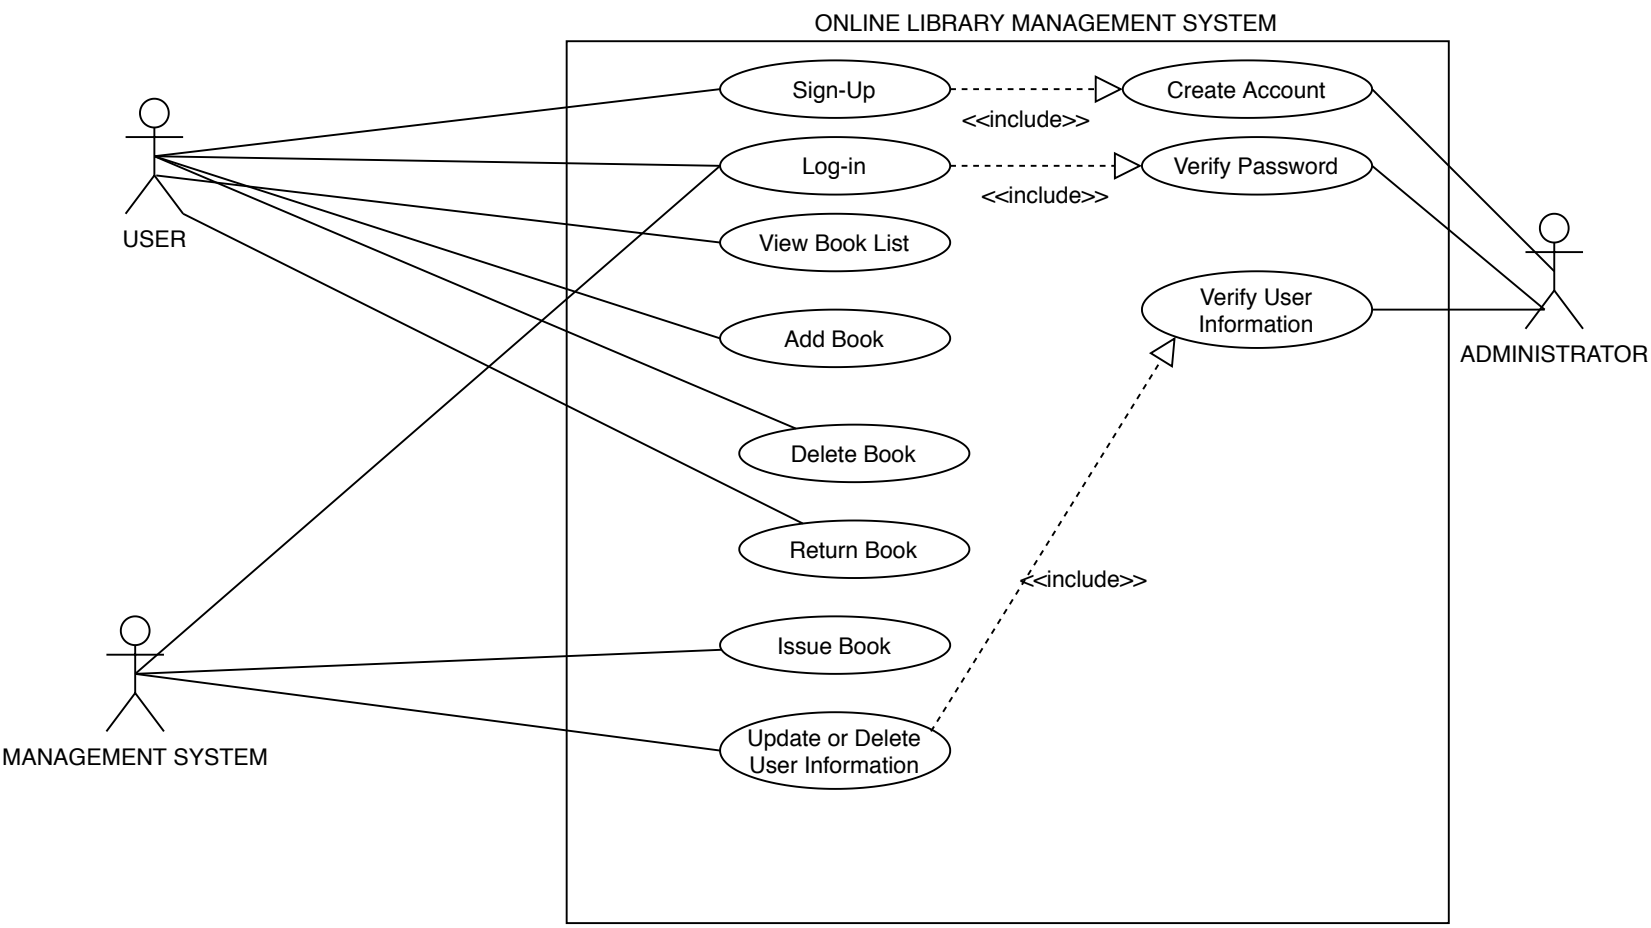 ONLINE LIBRARY MANAGEMENT SYSTEM
Sign-Up
<<include>>
Create Account
Log-in
<<include>>
Verify Password
USER
View Book List
Verify User
Information
Add Book
ADMINISTRATOR
Delete Book
Return Book
<<include>>
Issue Book
Update or Delete
User Information
MANAGEMENT SYSTEM